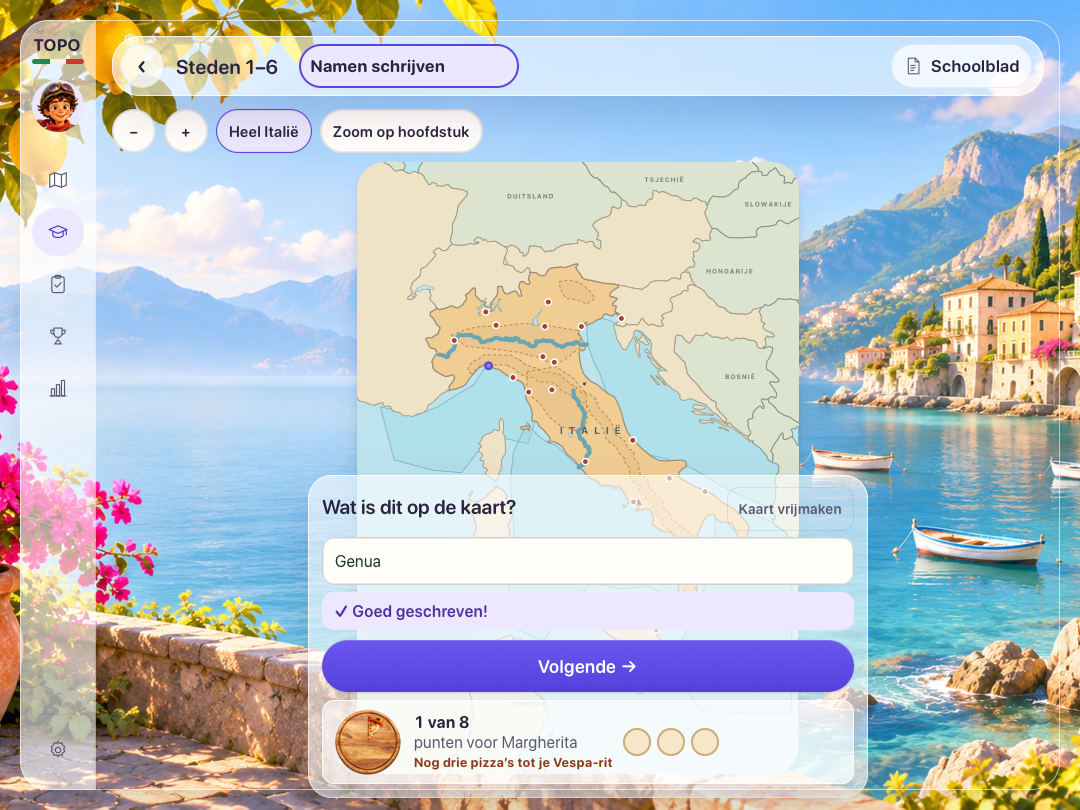 TOPO
Steden 1–6
Namen schrijven
Schoolblad
−
+
Heel Italië
Zoom op hoofdstuk
DUITSLAND
TSJECHIË
SLOWAKIJE
HONGARIJE
BOSNIË
ITALIË
Wat is dit op de kaart?
Kaart vrijmaken
Genua
✓ Goed geschreven!
Volgende →
TUNESIË
1 van 8
punten voor Margherita
Nog drie pizza's tot je Vespa-rit